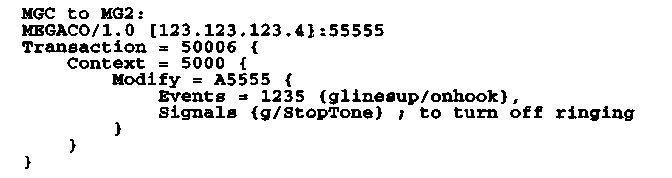 MGC to MG2:
MEGACO/1.0 [123.123.123.4]:55555
Transaction = 50006 {
Context = 5000 {
Modify = A5555 {
Events = 1235 {glinesup/onhook},
Signals {g/StopTone} ; to turn off ringing
}
}
}